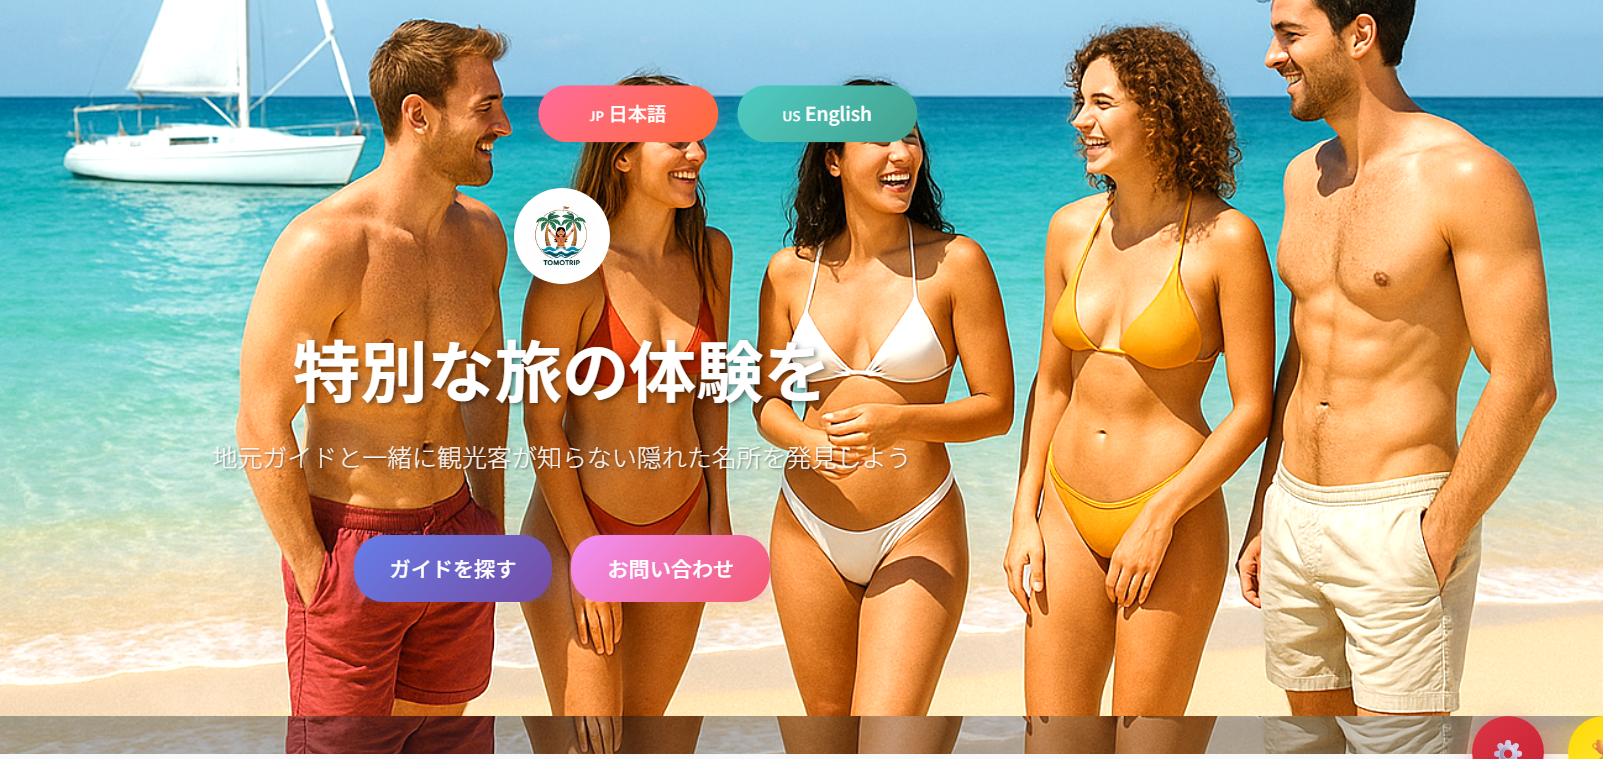 JP 日本語
US English
TOMOTRIP
特別な旅の体験を
地元ガイドと一緒に観光客が知らない隠れた名所を発見しよう
ガイドを探す
お問い合わせ